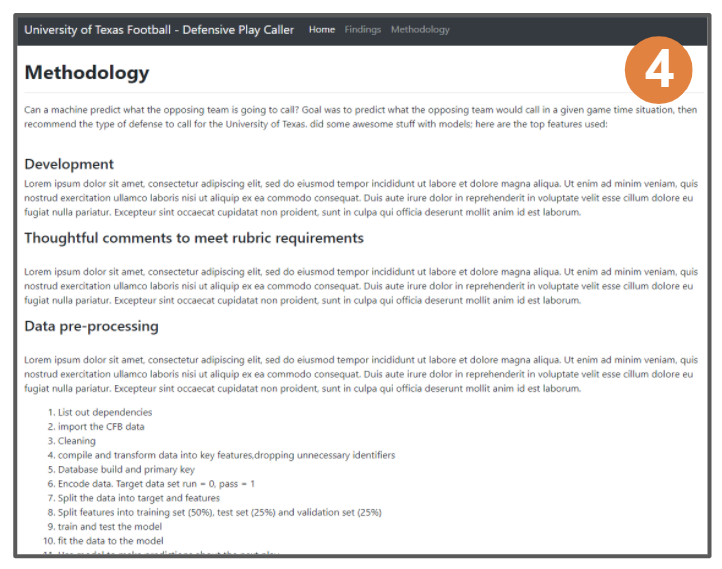 University of Texas Football - Defensive Play Caller Home Findings Methodology
4
Methodology
Can a machine predict what the opposing team is going to call? Goal was to predict what the opposing team would call in a given game time situation, then
recommend the type of defense to call for the University of Texas. did some awesome stuff with models; here are the top features used:
Development
Lorem ipsum dolor sit amet, consectetur adipiscing elit, sed do eiusmod tempor incididunt ut labore et dolore magna aliqua. Ut enim ad minim veniam, quis
nostrud exercitation ullamco laboris nisi ut aliquip ex ea commodo consequat. Duis aute irure dolor in reprehenderit in voluptate velit esse cillum dolore eu
fugiat nulla pariatur. Excepteur sint occaecat cupidatat non proident, sunt in culpa qui officia deserunt mollit anim id est laborum.
Thoughtful comments to meet rubric requirements
Lorem ipsum dolor sit amet, consectetur adipiscing elit, sed do eiusmod tempor incididunt ut labore et dolore magna aliqua. Ut enim ad minim veniam, quis
nostrud exercitation ullamco laboris nisi ut aliquip ex ea commodo consequat. Duis aute irure dolor in reprehenderit in voluptate velit esse cillum dolore eu
fugiat nulla pariatur. Excepteur sint occaecat cupidatat non proident, sunt in culpa qui officia deserunt mollit anim id est laborum.
Data pre-processing
Lorem ipsum dolor sit amet, consectetur adipiscing elit, sed do eiusmod tempor incididunt ut labore et dolore magna aliqua. Ut enim ad minim veniam, quis
nostrud exercitation ullamco laboris nisi ut aliquip ex ea commodo consequat. Duis aute irure dolor in reprehenderit in voluptate velit esse cillum dolore eu
fugiat nulla pariatur. Excepteur sint occaecat cupidatat non proident, sunt in culpa qui officia deserunt mollit anim id est laborum.
1. List out dependencies
2. import the CFB data
3. Cleaning
4. compile and transform data into key features,dropping unnecessary identifiers
5. Database build and primary key
6. Encode data. Target data set run = 0, pass = 1
7. Split the data into target and features
8. Split features into training set (50%), test set (25%) and validation set (25%)
9. train and test the model
10. fit the data to the model
11. Use model to make predictions about the next play